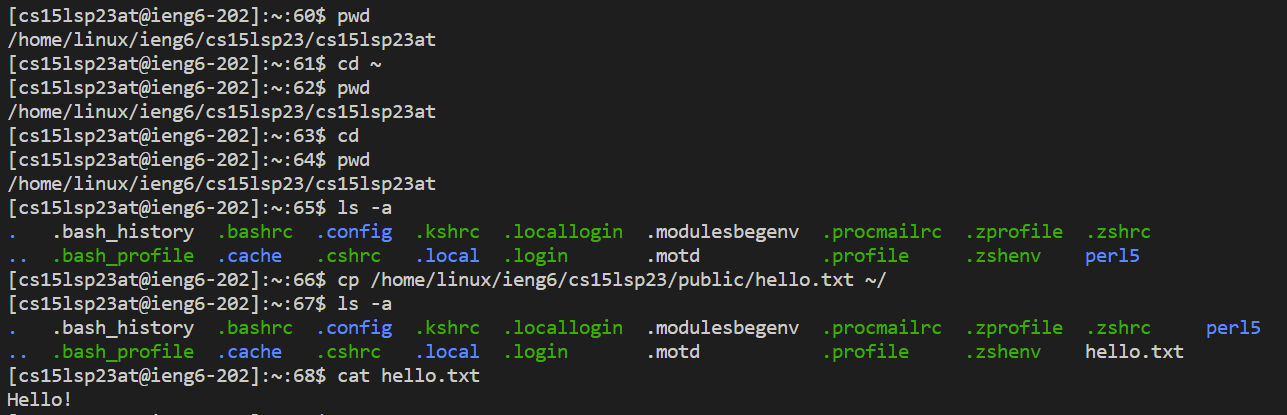 [cs15lsp23at@ieng6-202]:~:60$ pwd
/home/linux/ieng6/cs15lsp23/cs15lsp23at
[cs15lsp23at@ieng6-202]:~:61$ cd ~
[cs15lsp23at@ieng6-202]:~:62$ pwd
/home/linux/ieng6/cs15lsp23/cs15lsp23at
[cs15lsp23at@ieng6-202]:~:63$ cd
[cs15lsp23at@ieng6-202]:~:64$ pwd
/home/linux/ieng6/cs15lsp23/cs15lsp23at
[cs15lsp23at@ieng6-202]:~:65$ ls -a
.   .bash_history  .bashrc  .config  .kshrc  .locallogin  .modulesbegenv  .procmailrc  .zprofile  .zshrc
..  .bash_profile  .cache   .cshrc   .local  .login       .motd           .profile     .zshenv    perl5
[cs15lsp23at@ieng6-202]:~:66$ cp /home/linux/ieng6/cs15lsp23/public/hello.txt ~/
[cs15lsp23at@ieng6-202]:~:67$ ls -a
.   .bash_history  .bashrc  .config  .kshrc  .locallogin  .modulesbegenv  .procmailrc  .zprofile  .zshrc     perl5
..  .bash_profile  .cache   .cshrc   .local  .login       .motd           .profile     .zshenv    hello.txt
[cs15lsp23at@ieng6-202]:~:68$ cat hello.txt
Hello!